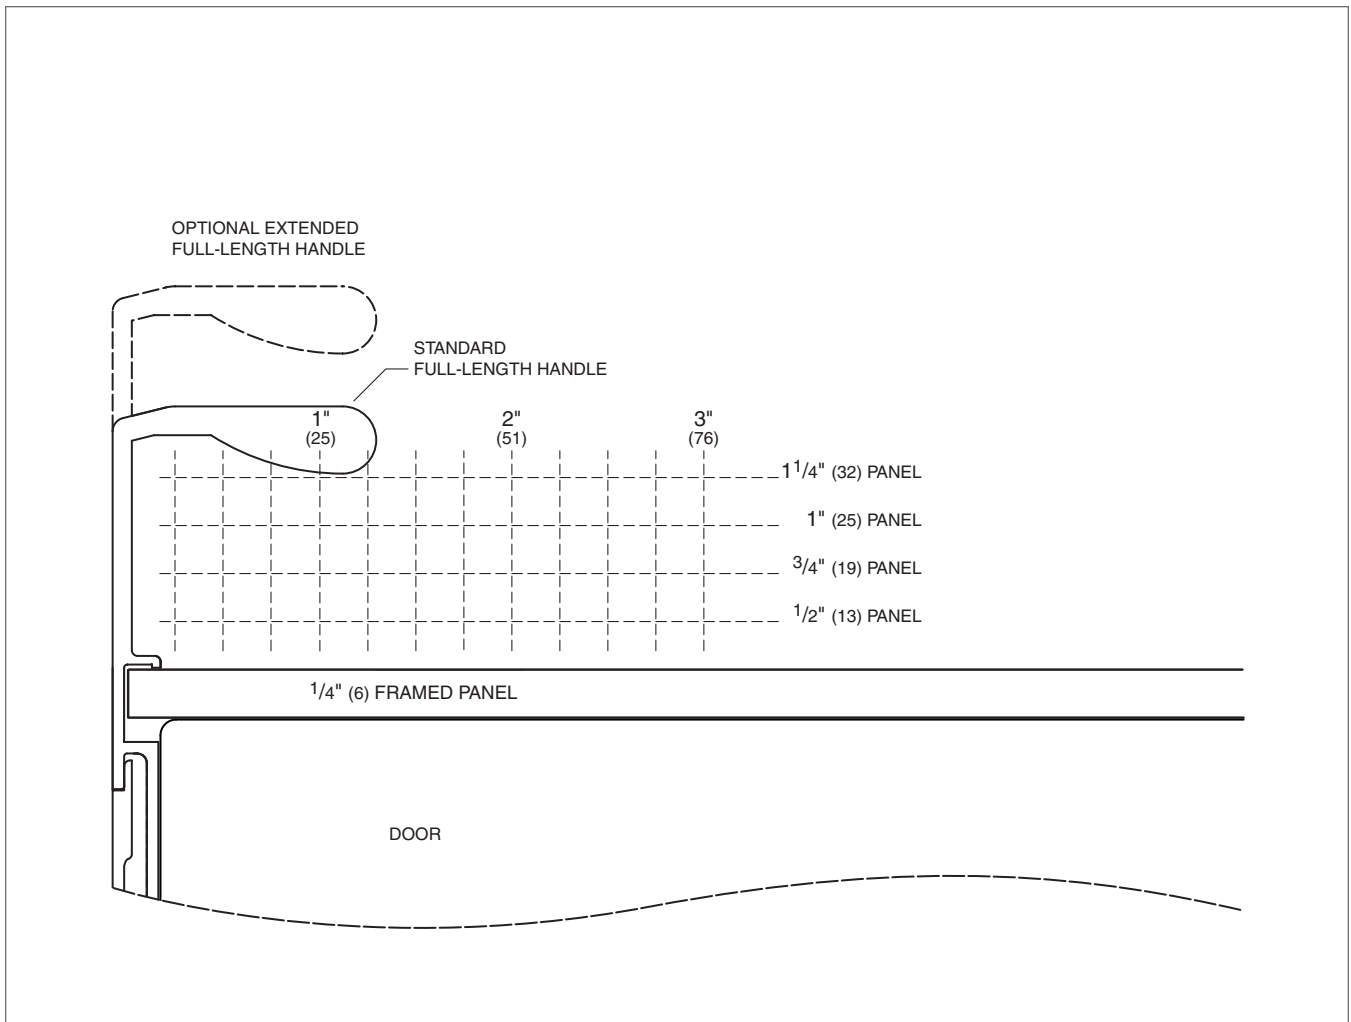 OPTIONAL EXTENDED
FULL-LENGTH HANDLE
STANDARD
FULL-LENGTH HANDLE
1" 2" 3"
(25) (51) (76)
1 1/4" (32) PANEL
1" (25) PANEL
3/4" (19) PANEL
1/2" (13) PANEL
1/4" (6) FRAMED PANEL
DOOR